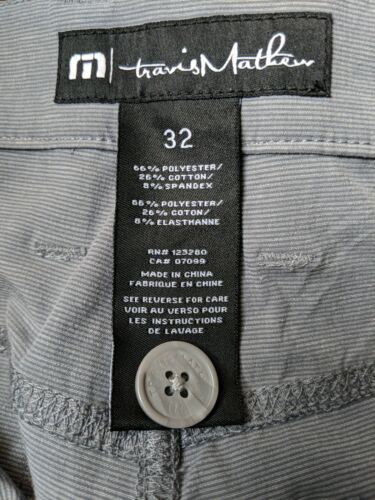 travisMathew
32
66% POLYESTER/
26% COTTON/
8% SPANDEX
66% POLYESTER/
26% COTON/
8% ELASTHANNE
RN# 123280
CA# 07099
MADE IN CHINA
FABRIQUE EN CHINE
SEE REVERSE FOR CARE
VOIR AU VERSO POUR
LES INSTRUCTIONS
DE LAVAGE